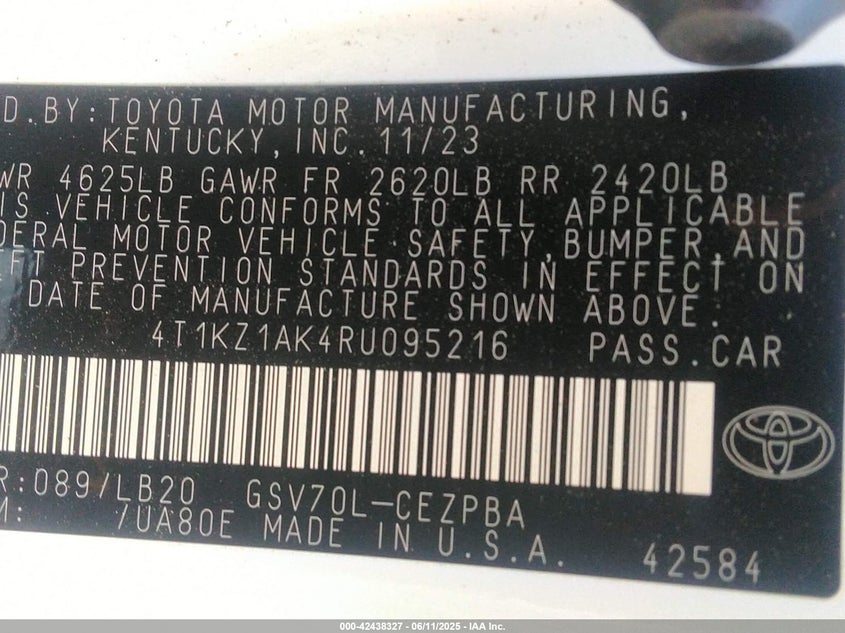 D. BY: TOYOTA MOTOR MANUFACTURING,
KENTUCKY, INC. 11/23
WR 4625LB GAWR FR 2620LB RR 2420LB
IS VEHICLE CONFORMS TO ALL APPLICABLE
DERAL MOTOR VEHICLE SAFETY, BUMPER, AND
EFT PREVENTION STANDARDS IN EFFECT ON
DATE OF MANUFACTURE SHOWN ABOVE.
4T1KZ1AK4RU095216 PASS. CAR
R: 089/LB20 GSV70L-CEZPBA
M: 7UA80E MADE IN U.S.A. 42584
000-42438327 - 06/11/2025 - IAA Inc.